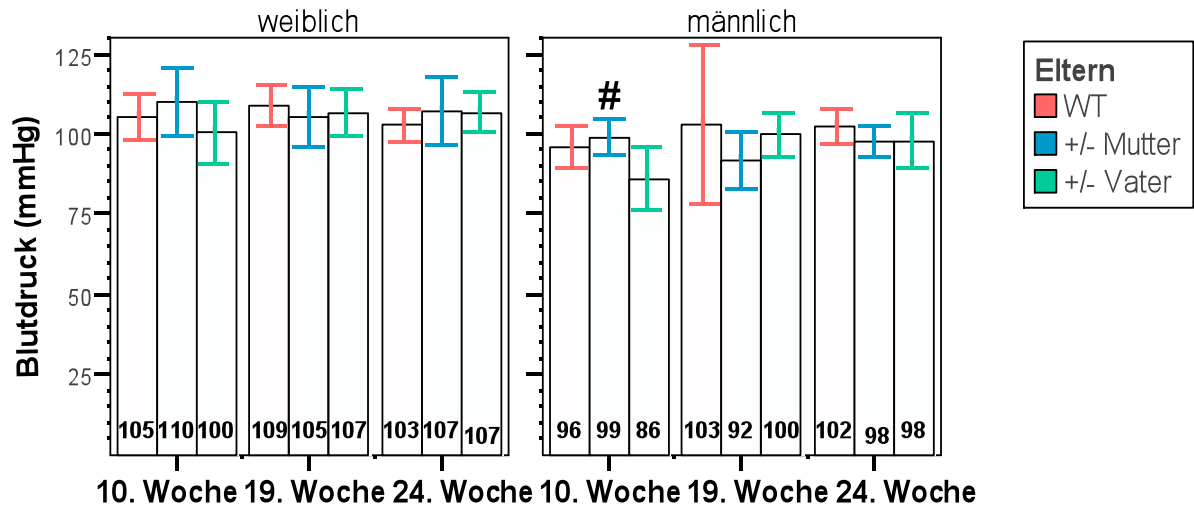 weiblich
männlich
Blutdruck (mmHg)
125
100
75
50
25
105 110 100 109 105 107 103 107 107
#
96 99 86 103 92 100 102 98 98
10. Woche 19. Woche 24. Woche
10. Woche 19. Woche 24. Woche
Eltern
WT
+/- Mutter
+/- Vater